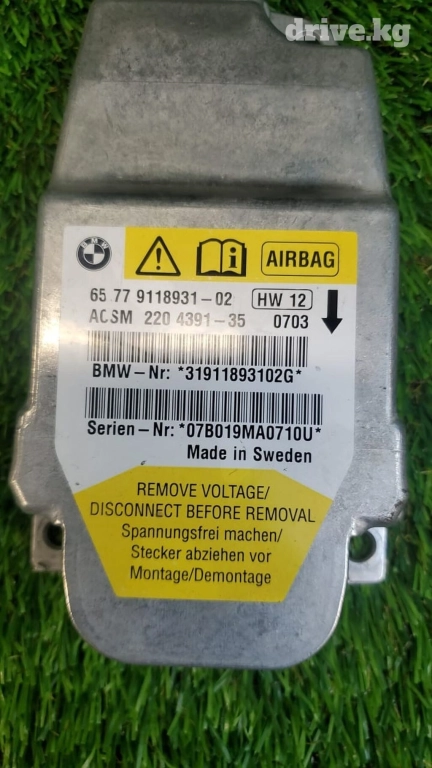 drive.kg
BMW
AIRBAG
65 77 9118931-02 HW 12
ACSM 220 4391-35 0703
BMW-Nr: *31911893102G*
Serien-Nr: *07B019MA0710U*
Made in Sweden
REMOVE VOLTAGE/
DISCONNECT BEFORE REMOVAL
Spannungsfrei machen/
Stecker abziehen vor
Montage/Demontage